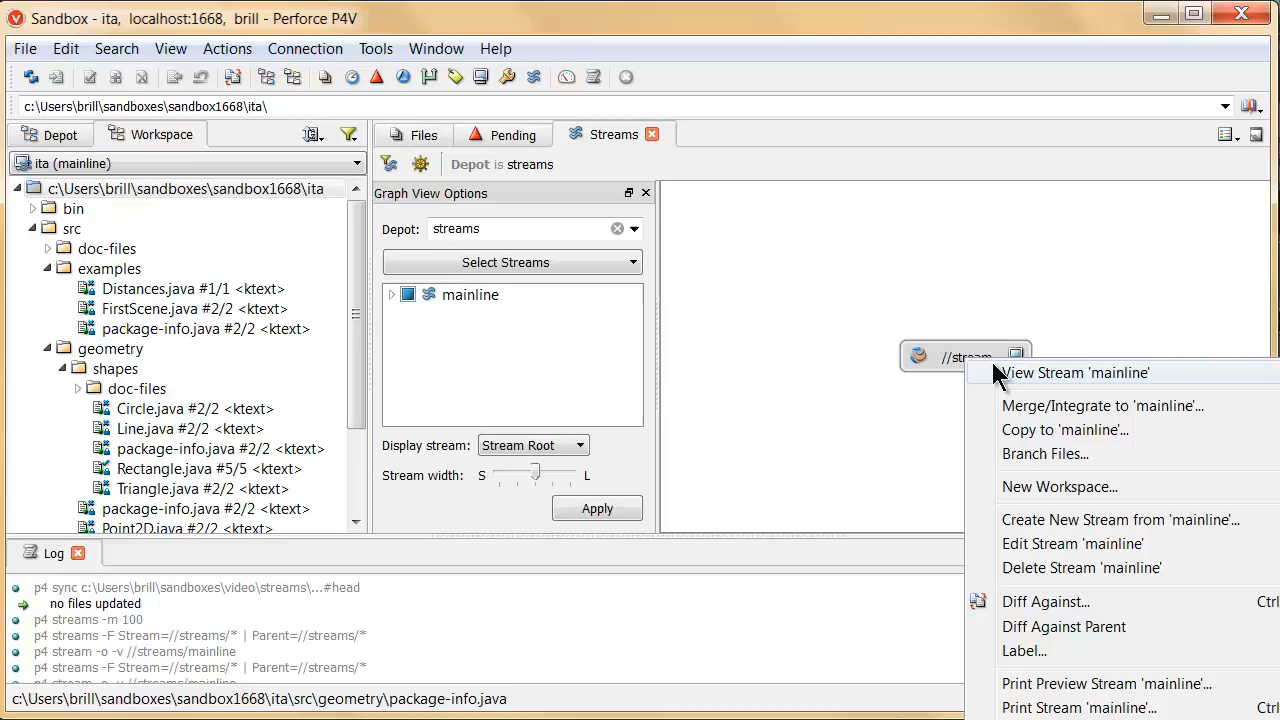 Sandbox - ita, localhost:1668, brill - Perforce P4V
File Edit Search View Actions Connection Tools Window Help
c:\Users\brill\sandboxes\sandbox1668\ita\
Depot Workspace
Files Pending Streams
ita (mainline)
Depot is streams
c:\Users\brill\sandboxes\sandbox1668\ita
bin
src
doc-files
examples
Distances.java #1/1 <ktext>
FirstScene.java #2/2 <ktext>
package-info.java #2/2 <ktext>
geometry
shapes
doc-files
Circle.java #2/2 <ktext>
Line.java #2/2 <ktext>
package-info.java #2/2 <ktext>
Rectangle.java #5/5 <ktext>
Triangle.java #2/2 <ktext>
package-info.java #2/2 <ktext>
Point2D.java #2/2 <ktext>
Graph View Options
Depot: streams
Select Streams
mainline
Display stream: Stream Root
Stream width: S L
Apply
//stream
View Stream 'mainline'
Merge/Integrate to 'mainline'...
Copy to 'mainline'...
Branch Files...
New Workspace...
Create New Stream from 'mainline'...
Edit Stream 'mainline'
Delete Stream 'mainline'
Diff Against... Ctrl
Diff Against Parent
Label...
Print Preview Stream 'mainline'...
Print Stream 'mainline'... Ctrl
Log
p4 sync c:\Users\brill\sandboxes\video\streams\...#head
no files updated
p4 streams -m 100
p4 streams -F Stream=//streams/* | Parent=//streams/*
p4 stream -o -v //streams/mainline
p4 streams -F Stream=//streams/* | Parent=//streams/*
p4 stream -o -v //streams/mainline
c:\Users\brill\sandboxes\sandbox1668\ita\src\geometry\package-info.java